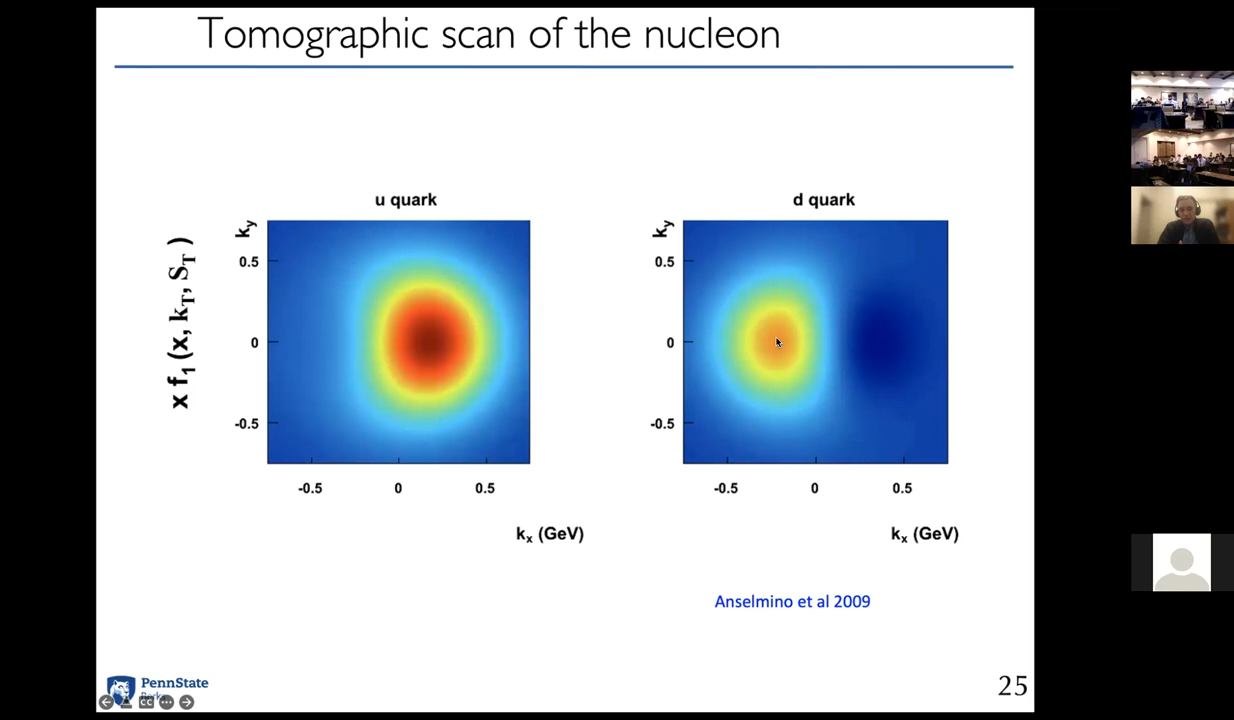 Tomographic scan of the nucleon
x f1 (x, kT, ST )
u quark
ky
0.5
0
-0.5
-0.5
0
0.5
kx (GeV)
d quark
ky
0.5
0
-0.5
-0.5
0
0.5
kx (GeV)
Anselmino et al 2009
PennState
Berks
CC
25